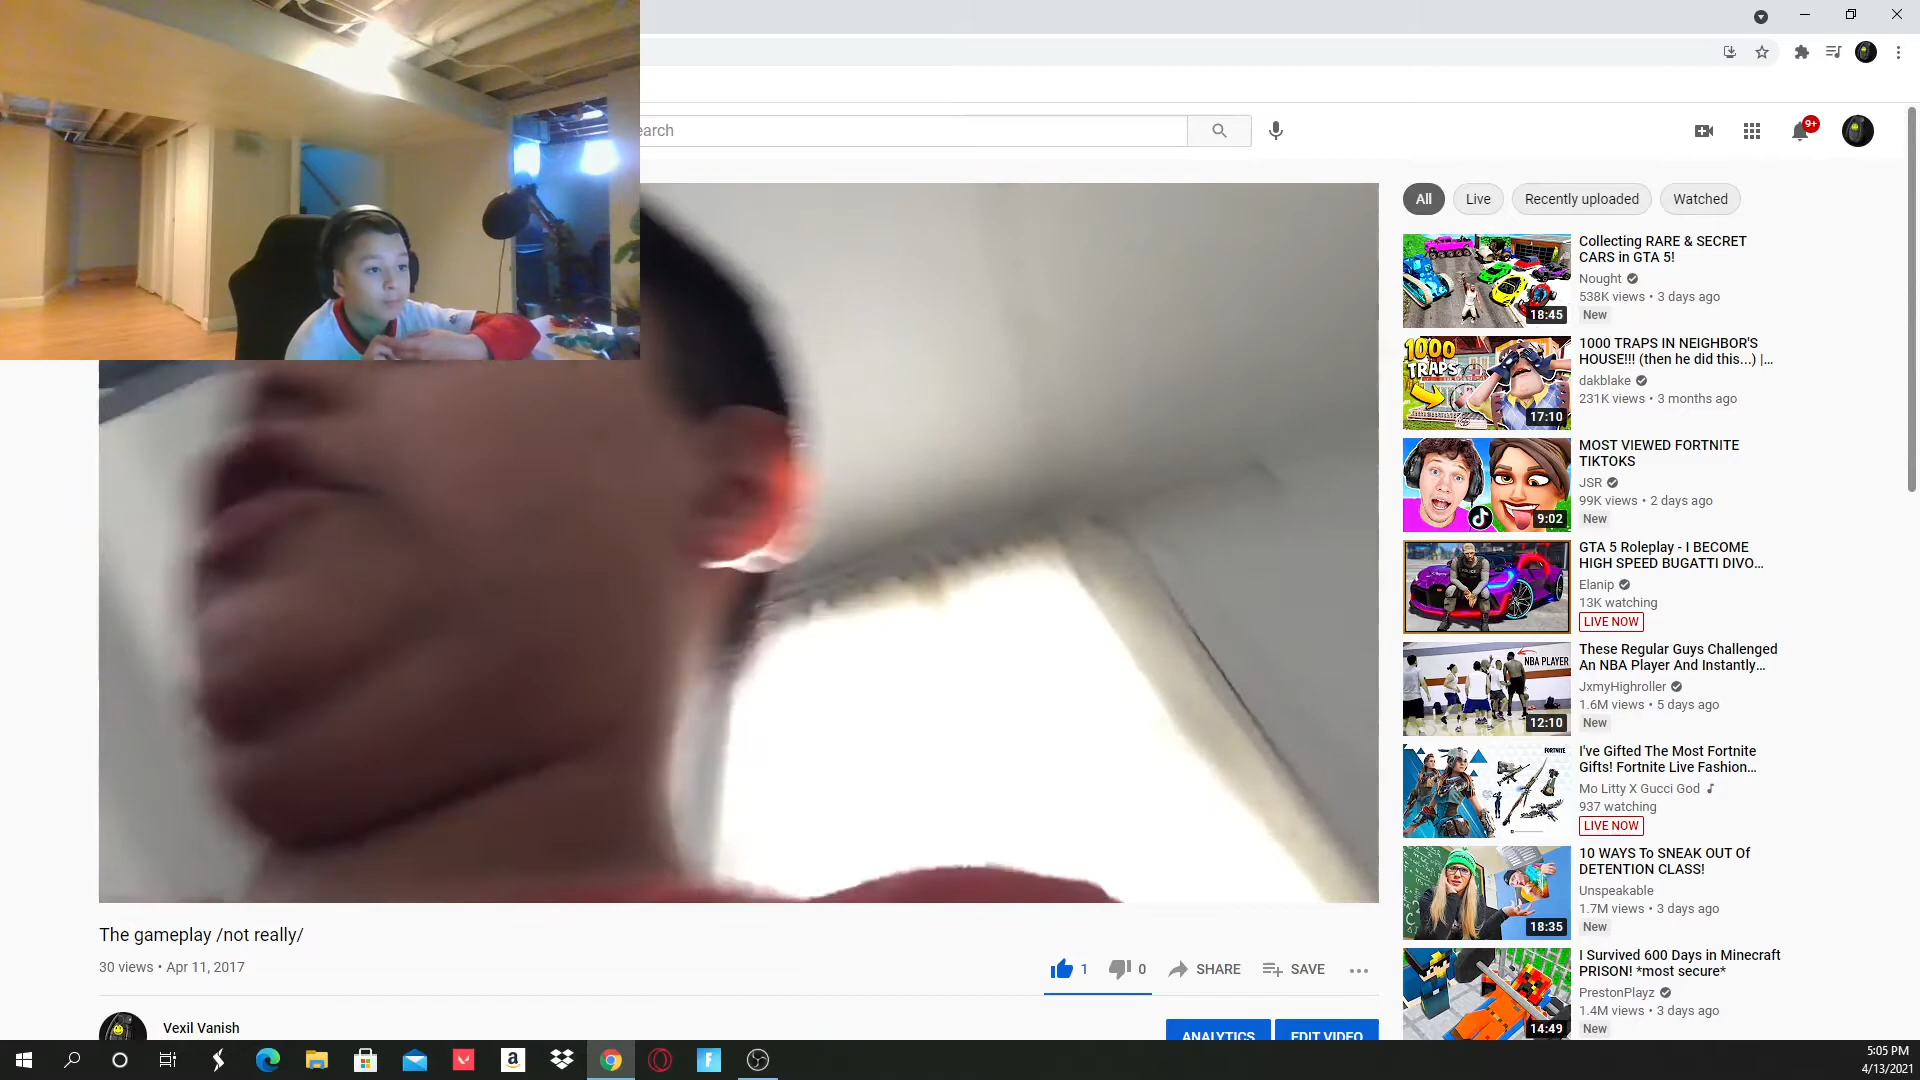 earch
9+
All
Live
Recently uploaded
Watched
Collecting RARE & SECRET
CARS in GTA 5!
Nought
538K views • 3 days ago
New
18:45
1000
TRAPS
17:10
1000 TRAPS IN NEIGHBOR'S
HOUSE!!! (then he did this...) |...
dakblake
231K views • 3 months ago
MOST VIEWED FORTNITE
TIKTOKS
JSR
99K views • 2 days ago
New
9:02
GTA 5 Roleplay - I BECOME
HIGH SPEED BUGATTI DIVO...
Elanip
13K watching
LIVE NOW
NBA PLAYER
12:10
These Regular Guys Challenged
An NBA Player And Instantly...
JxmyHighroller
1.6M views • 5 days ago
New
FORTNITE
I've Gifted The Most Fortnite
Gifts! Fortnite Live Fashion...
Mo Litty X Gucci God
937 watching
LIVE NOW
10 WAYS To SNEAK OUT Of
DETENTION CLASS!
Unspeakable
1.7M views • 3 days ago
New
18:35
I Survived 600 Days in Minecraft
PRISON! *most secure*
PrestonPlayz
1.4M views • 3 days ago
New
14:49
The gameplay /not really/
30 views • Apr 11, 2017
1
0
SHARE
SAVE
Vexil Vanish
ANALYTICS
EDIT VIDEO
5:05 PM
4/13/2021